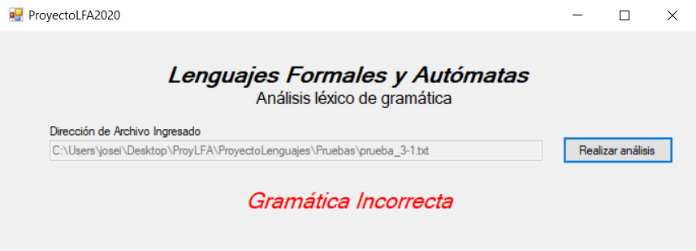 ProyectoLFA2020
Lenguajes Formales y Autómatas
Análisis léxico de gramática
Dirección de Archivo Ingresado
C:\Users\josei\Desktop\ProyLFA\ProyectoLenguajes\Pruebas\prueba_3-1.txt
Realizar análisis
Gramática Incorrecta